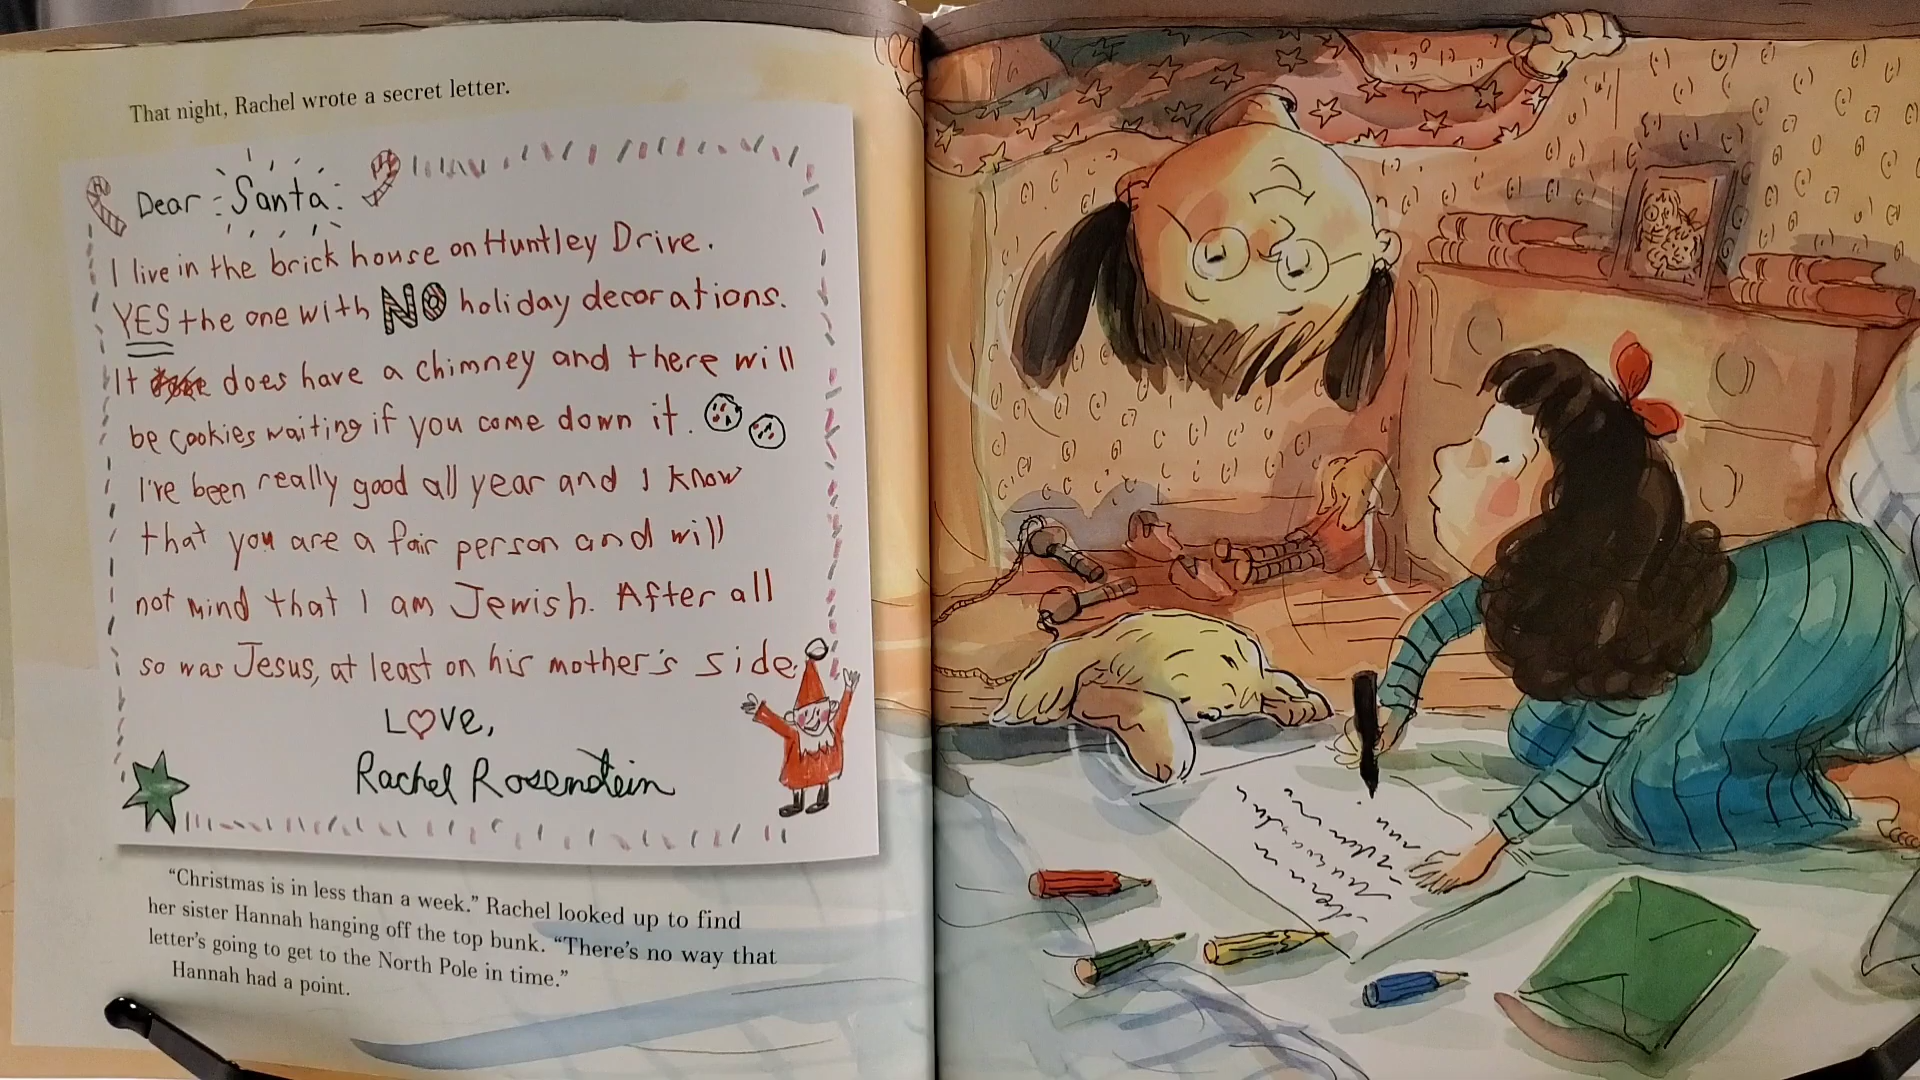 That night, Rachel wrote a secret letter.
Dear Santa:
I live in the brick house on Huntley Drive.
YES the one with NO holiday decorations.
It does have a chimney and there will
be cookies waiting if you come down it.
I've been really good all year and I know
that you are a fair person and will
not mind that I am Jewish. After all
so was Jesus, at least on his mother's side.
Love,
Rachel Rosenstein
"Christmas is in less than a week." Rachel looked up to find
her sister Hannah hanging off the top bunk. "There's no way that
letter's going to get to the North Pole in time."
Hannah had a point.